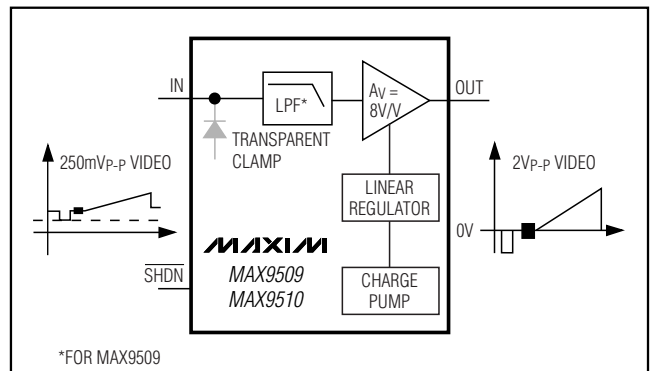 IN
LPF*
AV =
8V/V
OUT
TRANSPARENT
CLAMP
250mVP-P VIDEO
2VP-P VIDEO
LINEAR
REGULATOR
0V
MAXIM
SHDN
MAX9509
MAX9510
CHARGE
PUMP
*FOR MAX9509